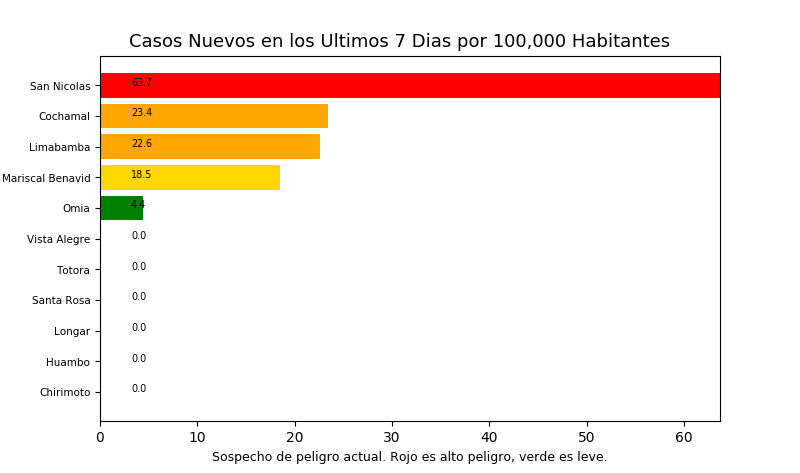 Casos Nuevos en los Ultimos 7 Dias por 100,000 Habitantes
San Nicolas 63.7
Cochamal 23.4
Limabamba 22.6
Mariscal Benavid 18.5
Omia 4.4
Vista Alegre 0.0
Totora 0.0
Santa Rosa 0.0
Longar 0.0
Huambo 0.0
Chirimoto 0.0
0 10 20 30 40 50 60
Sospecho de peligro actual. Rojo es alto peligro, verde es leve.